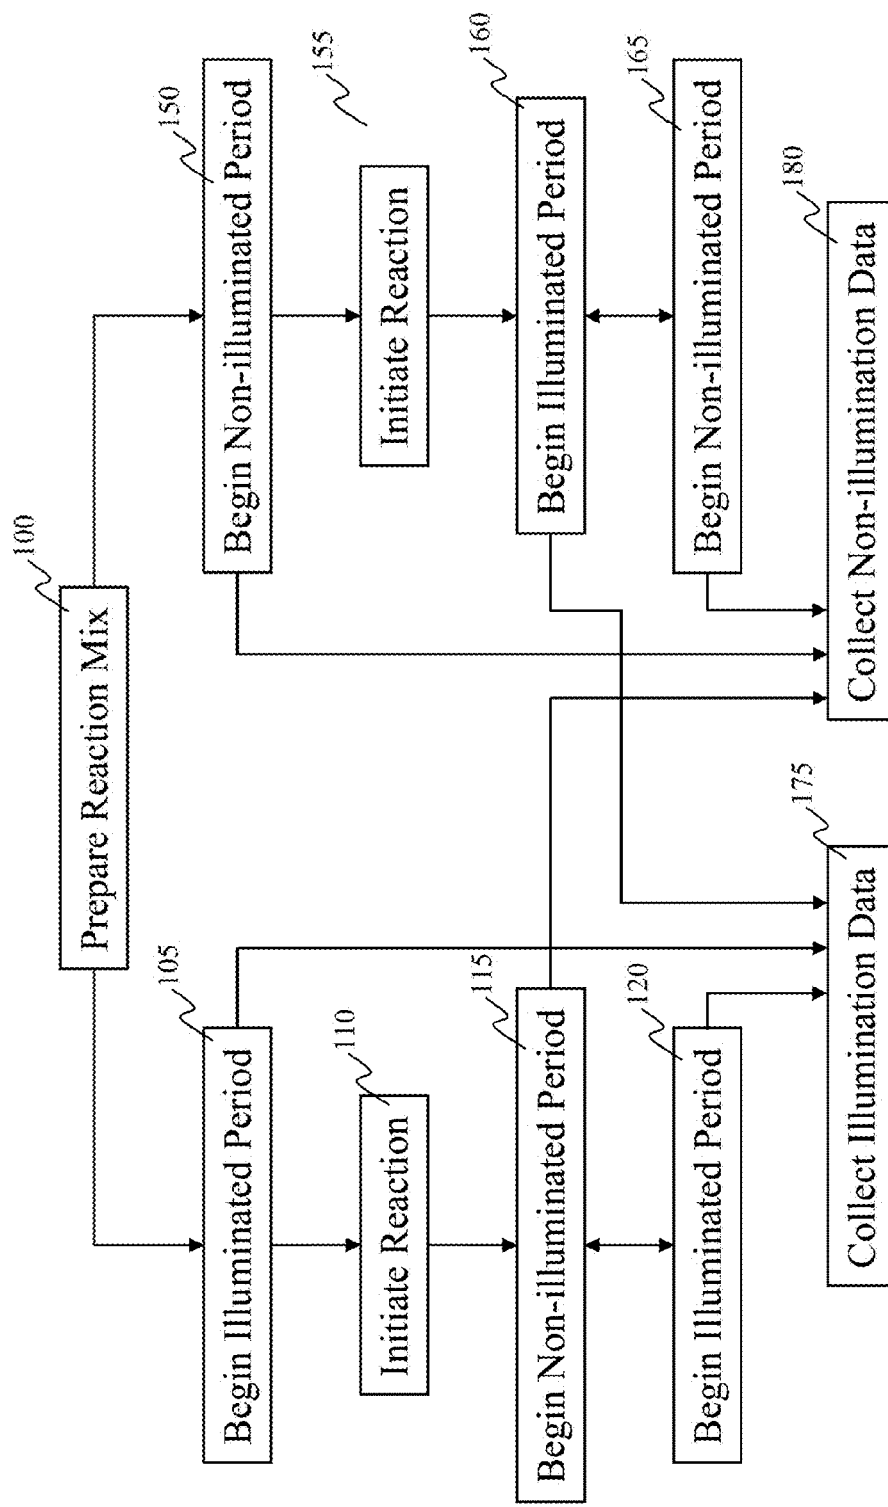 100
Prepare Reaction Mix
105
Begin Illuminated Period
110
Initiate Reaction
115
Begin Non-illuminated Period
120
Begin Illuminated Period
150
Begin Non-illuminated Period
155
Initiate Reaction
160
Begin Illuminated Period
165
Begin Non-illuminated Period
175
Collect Illumination Data
180
Collect Non-illumination Data